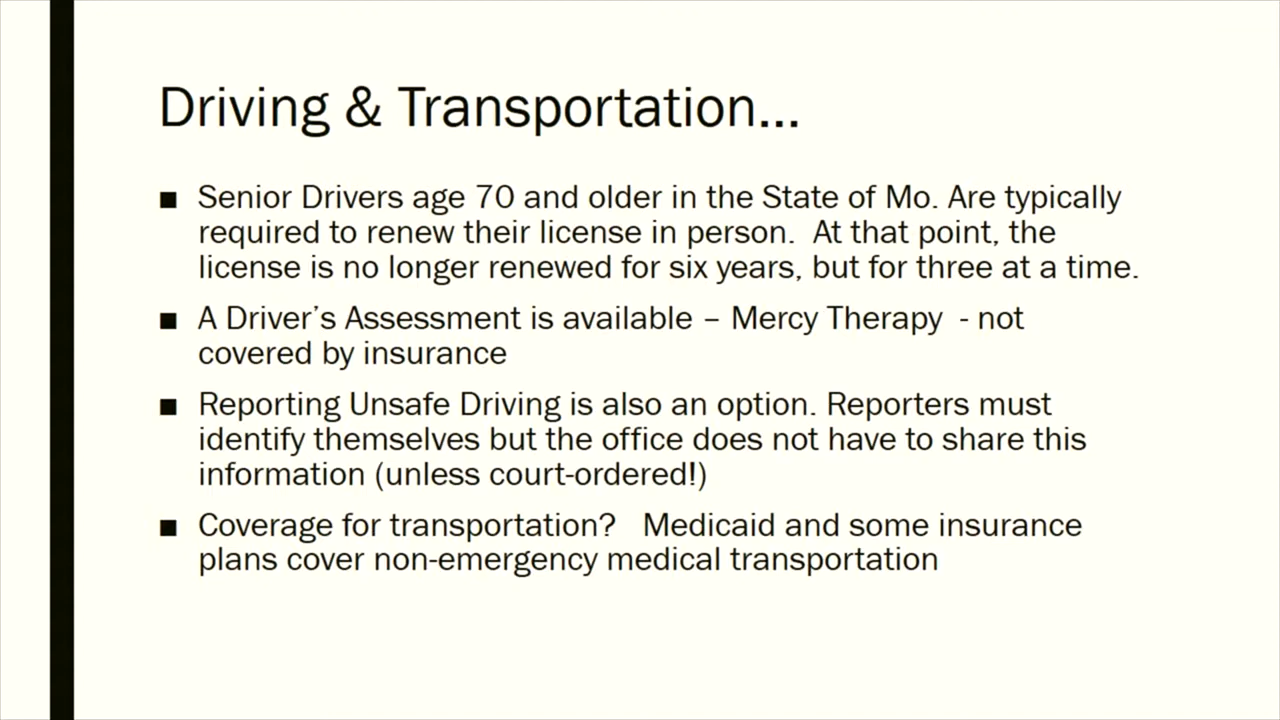 Driving & Transportation...
■ Senior Drivers age 70 and older in the State of Mo. Are typically
required to renew their license in person.  At that point, the
license is no longer renewed for six years, but for three at a time.
■ A Driver’s Assessment is available – Mercy Therapy  - not
covered by insurance
■ Reporting Unsafe Driving is also an option. Reporters must
identify themselves but the office does not have to share this
information (unless court-ordered!)
■ Coverage for transportation?   Medicaid and some insurance
plans cover non-emergency medical transportation